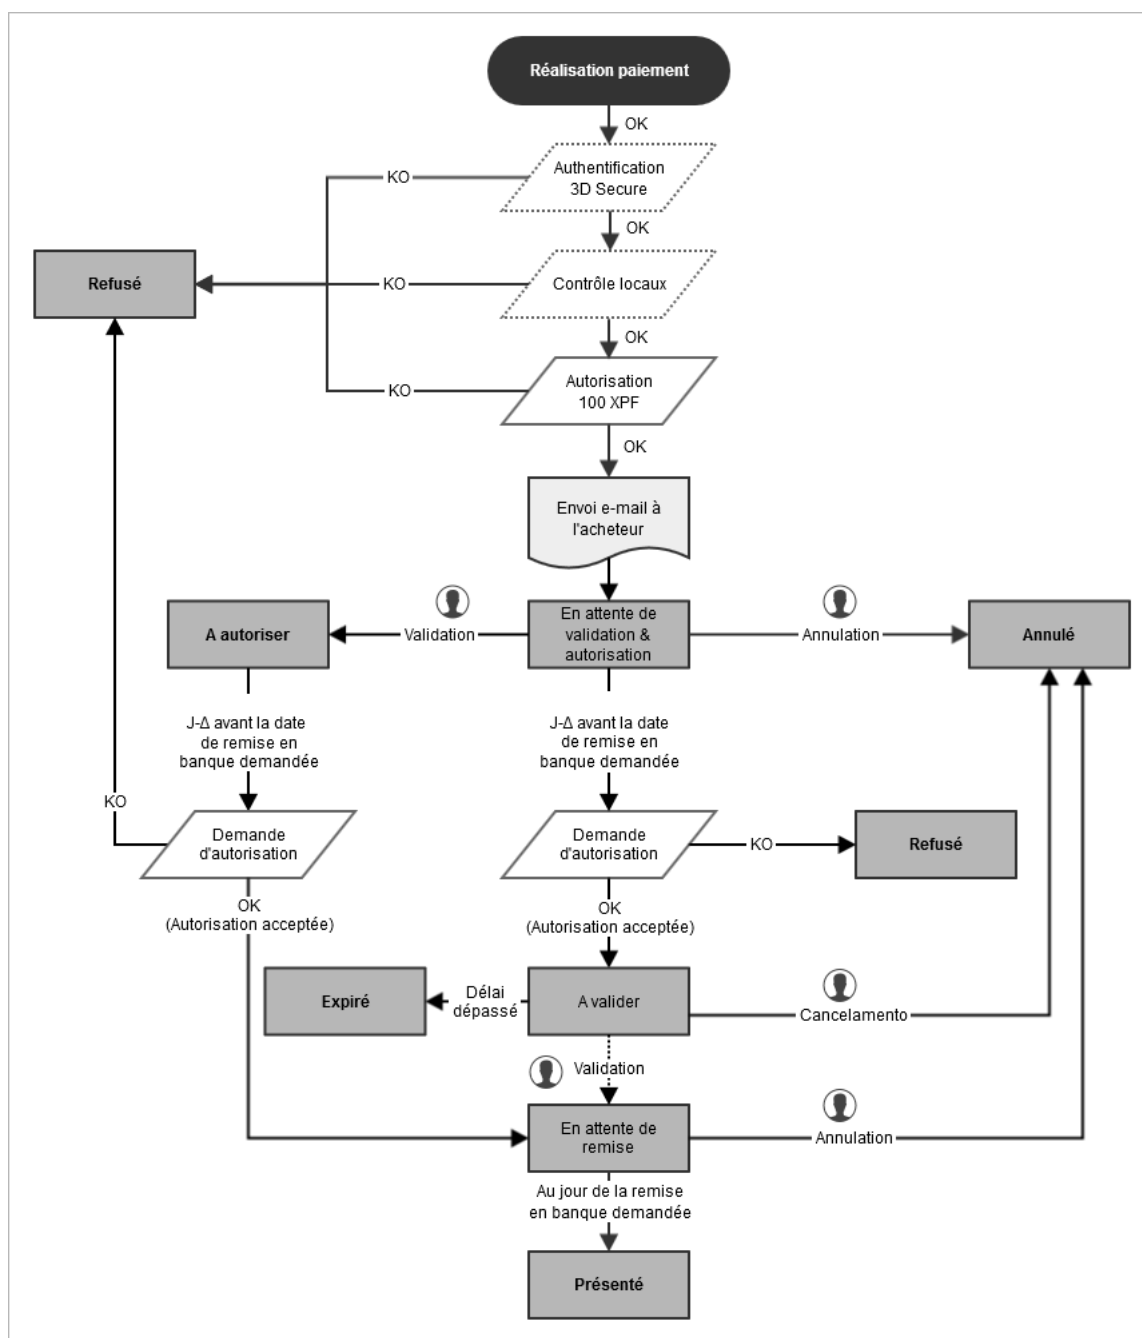 Réalisation paiement
OK
Authentification
3D Secure
KO
OK
Refusé
KO
Contrôle locaux
OK
KO
Autorisation
100 XPF
OK
Envoi e-mail à
l'acheteur
A autoriser
Validation
En attente de
validation &
autorisation
Annulation
Annulé
J-Δ avant la date
de remise en
banque demandée
J-Δ avant la date
de remise en
banque demandée
KO
Demande
d'autorisation
Demande
d'autorisation
KO
Refusé
OK
(Autorisation acceptée)
OK
(Autorisation acceptée)
Expiré
Délai
dépassé
A valider
Cancelamento
Validation
En attente de
remise
Annulation
Au jour de la remise
en banque demandée
Présenté